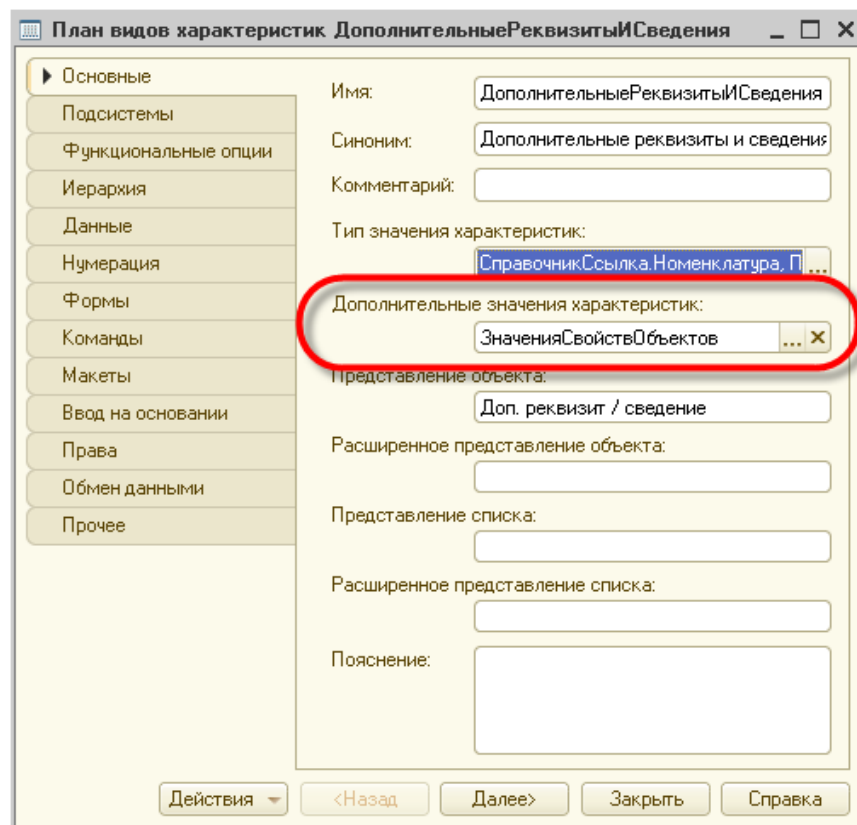 План видов характеристик ДополнительныеРеквизитыИСведения
Основные
Подсистемы
Функциональные опции
Иерархия
Данные
Нумерация
Формы
Команды
Макеты
Ввод на основании
Права
Обмен данными
Прочее
Имя: ДополнительныеРеквизитыИСведения
Синоним: Дополнительные реквизиты и сведения
Комментарий:
Тип значения характеристик:
СправочникСсылка.Номенклатура, П ...
Дополнительные значения характеристик:
ЗначенияСвойствОбъектов ...
Представление объекта:
Доп. реквизит / сведение
Расширенное представление объекта:
Представление списка:
Расширенное представление списка:
Пояснение:
Действия <Назад Далее> Закрыть Справка